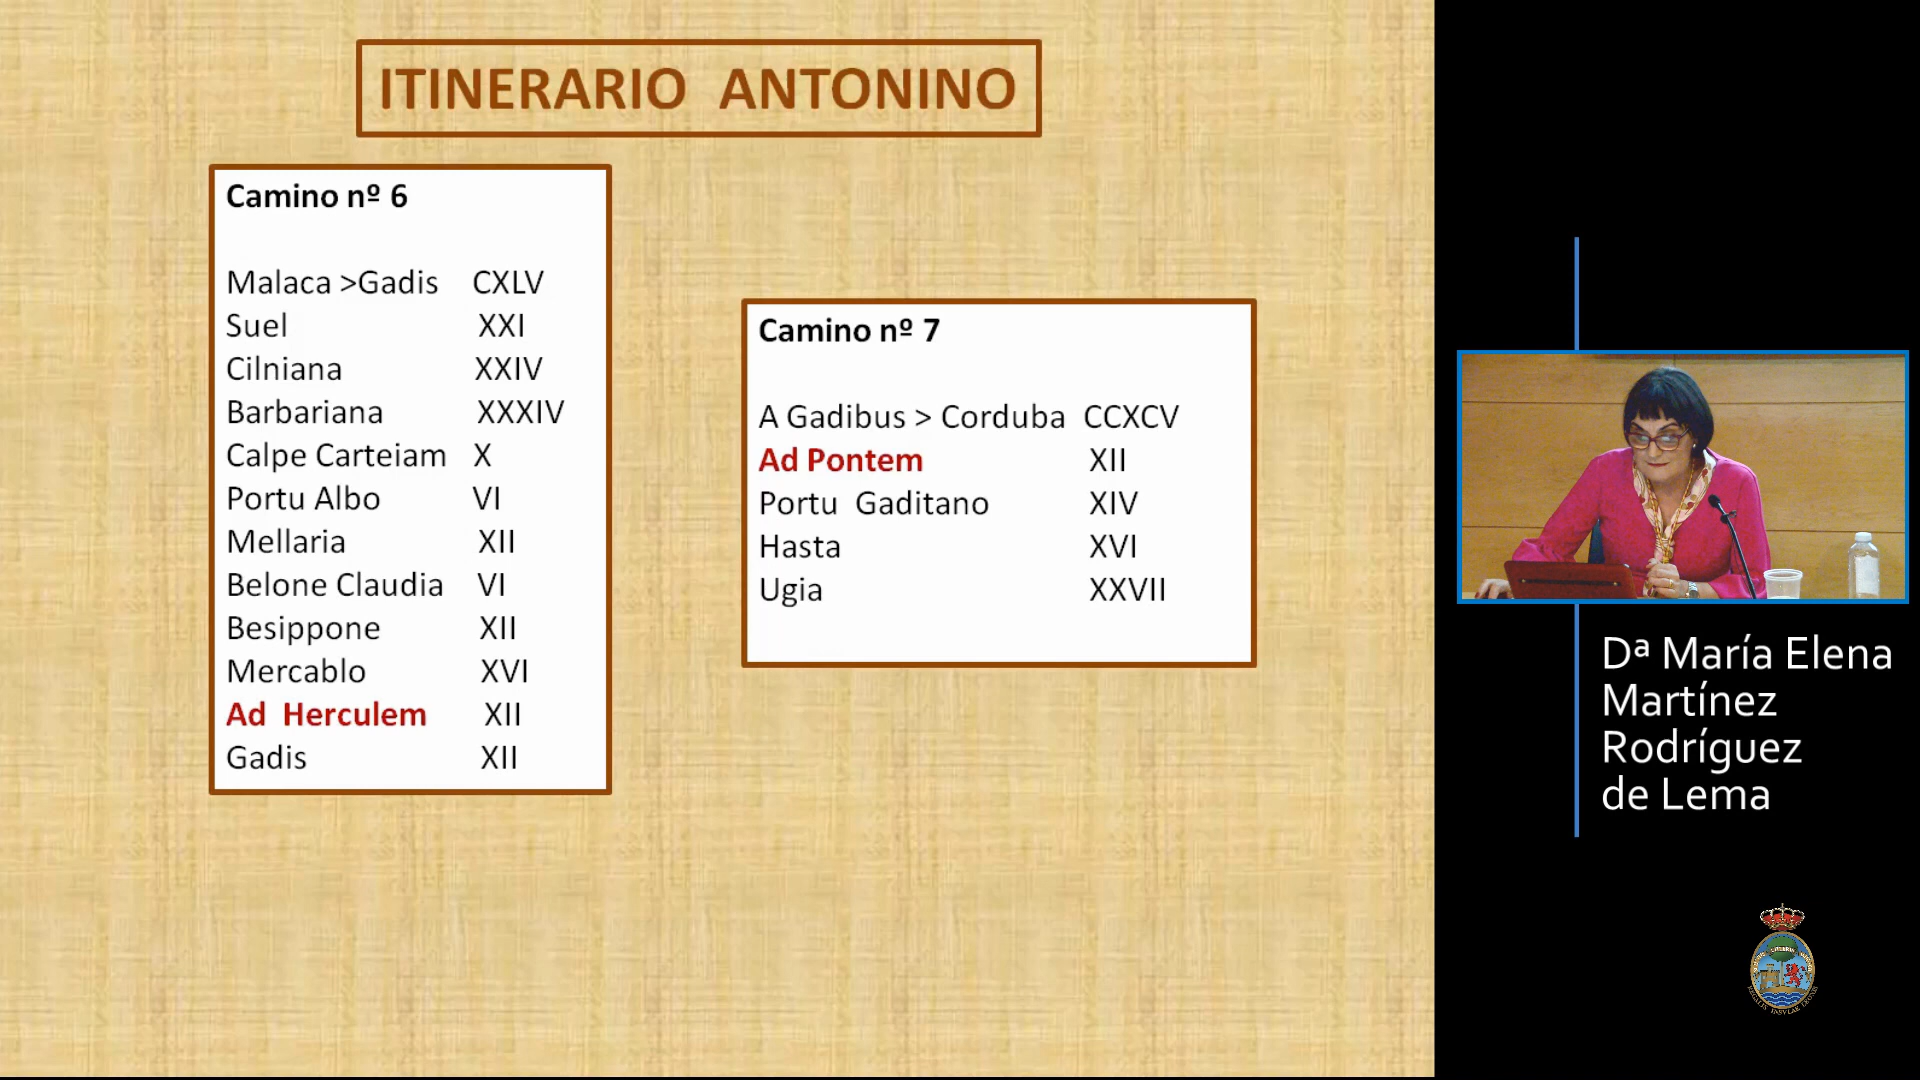 ITINERARIO ANTONINO
Camino nº 6
Malaca >Gadis CXLV
Suel XXI
Cilniana XXIV
Barbariana XXXIV
Calpe Carteiam X
Portu Albo VI
Mellaria XII
Belone Claudia VI
Besippone XII
Mercablo XVI
Ad Herculem XII
Gadis XII
Camino nº 7
A Gadibus > Corduba CCXCV
Ad Pontem XII
Portu Gaditano XIV
Hasta XVI
Ugia XXVII
Dª María Elena
Martínez
Rodríguez
de Lema